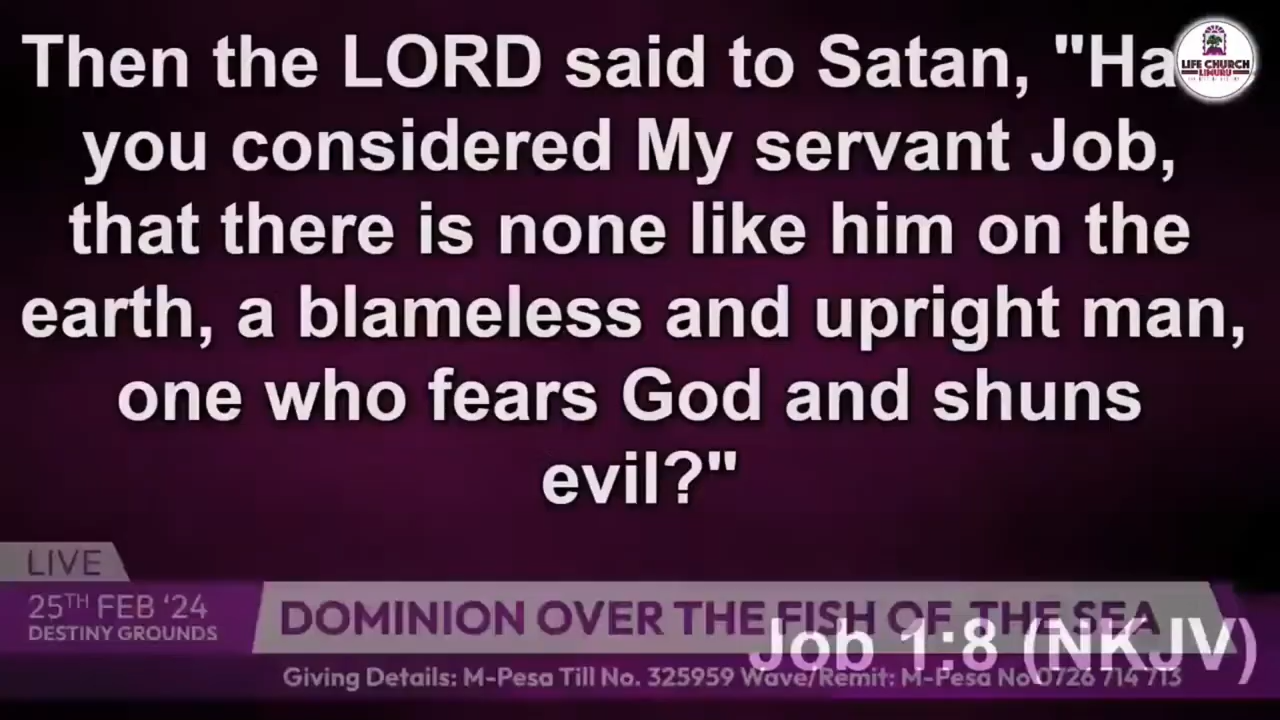 Then the LORD said to Satan, "Ha
you considered My servant Job,
that there is none like him on the
earth, a blameless and upright man,
one who fears God and shuns
evil?"
LIFE CHURCH
LIMURU
LIVE
25TH FEB ‘24
DESTINY GROUNDS
DOMINION OVER THE FISH OF THE SEA
Job 1:8 (NKJV)
Giving Details: M-Pesa Till No. 325959 Wave/Remit: M-Pesa No 0726 714 713